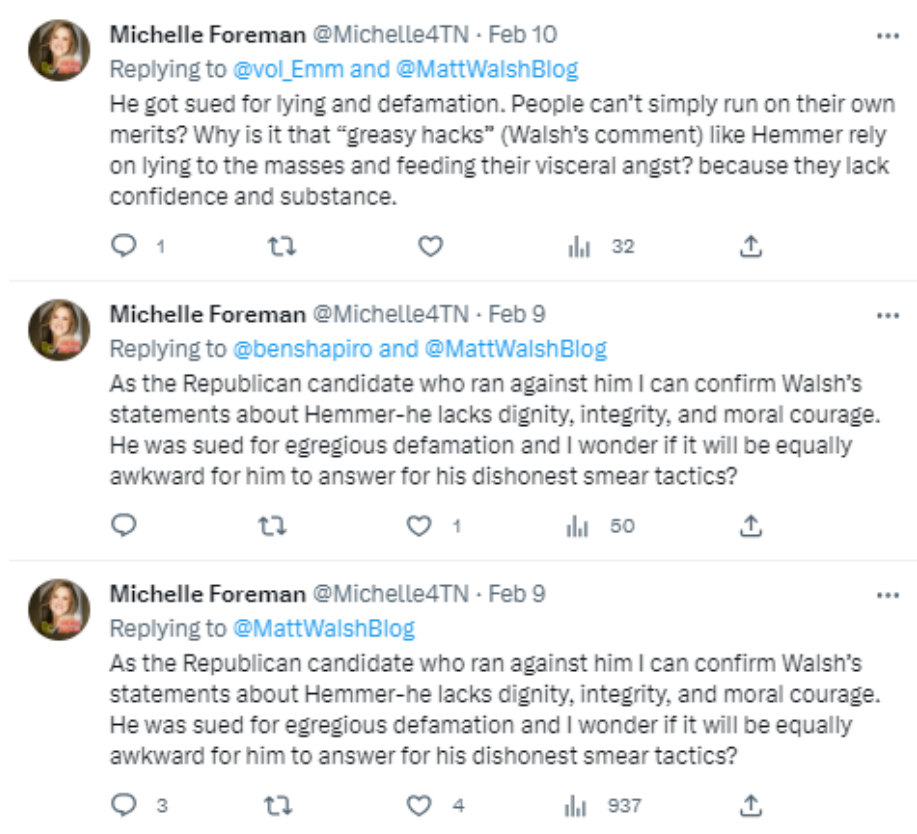 Michelle Foreman @Michelle4TN · Feb 10
Replying to @vol_Emm and @MattWalshBlog
He got sued for lying and defamation. People can’t simply run on their own
merits? Why is it that “greasy hacks” (Walsh’s comment) like Hemmer rely
on lying to the masses and feeding their visceral angst? because they lack
confidence and substance.
1 32
Michelle Foreman @Michelle4TN · Feb 9
Replying to @benshapiro and @MattWalshBlog
As the Republican candidate who ran against him I can confirm Walsh’s
statements about Hemmer-he lacks dignity, integrity, and moral courage.
He was sued for egregious defamation and I wonder if it will be equally
awkward for him to answer for his dishonest smear tactics?
1 50
Michelle Foreman @Michelle4TN · Feb 9
Replying to @MattWalshBlog
As the Republican candidate who ran against him I can confirm Walsh’s
statements about Hemmer-he lacks dignity, integrity, and moral courage.
He was sued for egregious defamation and I wonder if it will be equally
awkward for him to answer for his dishonest smear tactics?
3 4 937